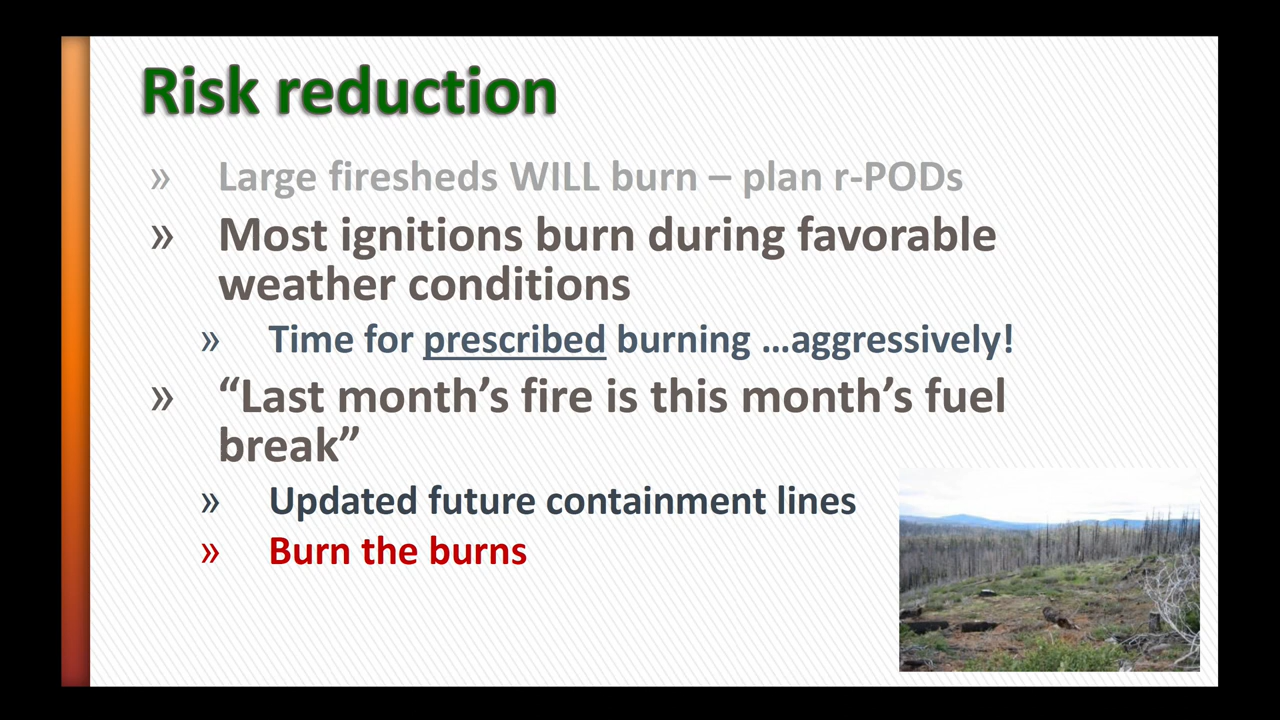 Risk reduction
» Large firesheds WILL burn – plan r-PODs
» Most ignitions burn during favorable
weather conditions
» Time for prescribed burning …aggressively!
» “Last month’s fire is this month’s fuel
break”
» Updated future containment lines
» Burn the burns